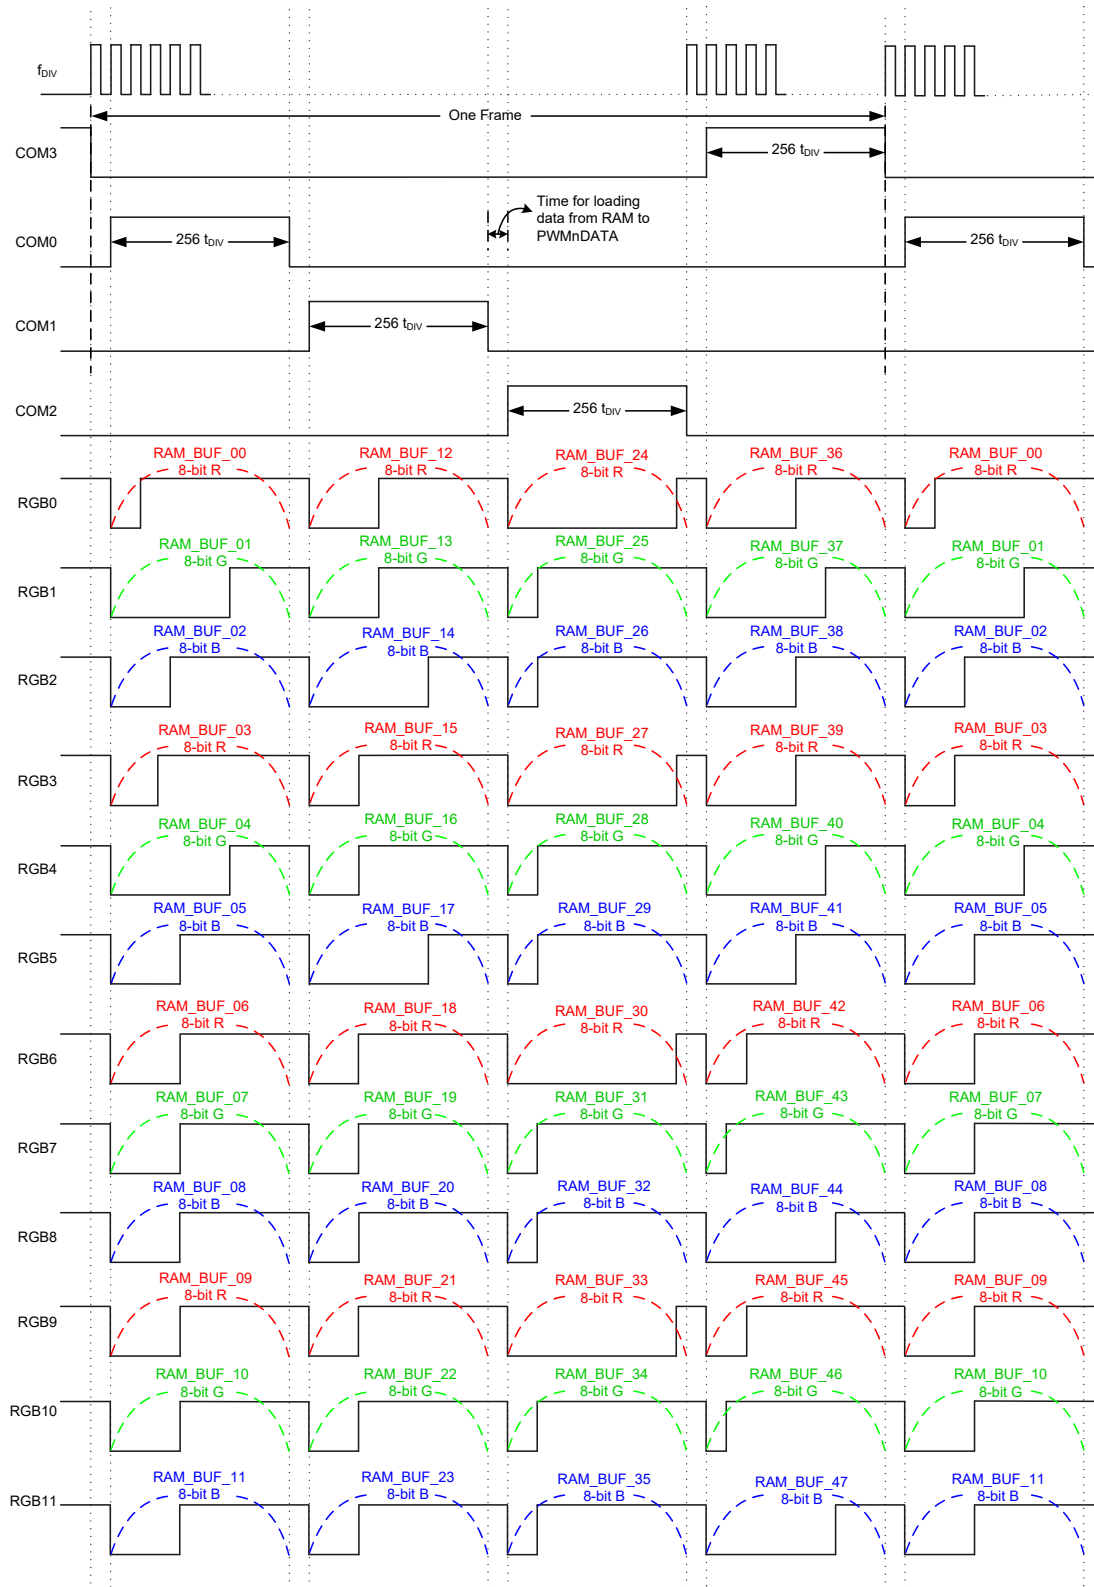 fDIV
One Frame
COM3
256 tDIV
Time for loading
data from RAM to
PWMnDATA
COM0
256 tDIV
256 tDIV
COM1
256 tDIV
COM2
256 tDIV
RAM_BUF_00 RAM_BUF_12 RAM_BUF_24 RAM_BUF_36 RAM_BUF_00
8-bit R 8-bit R 8-bit R 8-bit R 8-bit R
RGB0
RAM_BUF_01 RAM_BUF_13 RAM_BUF_25 RAM_BUF_37 RAM_BUF_01
8-bit G 8-bit G 8-bit G 8-bit G 8-bit G
RGB1
RAM_BUF_02 RAM_BUF_14 RAM_BUF_26 RAM_BUF_38 RAM_BUF_02
8-bit B 8-bit B 8-bit B 8-bit B 8-bit B
RGB2
RAM_BUF_03 RAM_BUF_15 RAM_BUF_27 RAM_BUF_39 RAM_BUF_03
8-bit R 8-bit R 8-bit R 8-bit R 8-bit R
RGB3
RAM_BUF_04 RAM_BUF_16 RAM_BUF_28 RAM_BUF_40 RAM_BUF_04
8-bit G 8-bit G 8-bit G 8-bit G 8-bit G
RGB4
RAM_BUF_05 RAM_BUF_17 RAM_BUF_29 RAM_BUF_41 RAM_BUF_05
8-bit B 8-bit B 8-bit B 8-bit B 8-bit B
RGB5
RAM_BUF_06 RAM_BUF_18 RAM_BUF_30 RAM_BUF_42 RAM_BUF_06
8-bit R 8-bit R 8-bit R 8-bit R 8-bit R
RGB6
RAM_BUF_07 RAM_BUF_19 RAM_BUF_31 RAM_BUF_43 RAM_BUF_07
8-bit G 8-bit G 8-bit G 8-bit G 8-bit G
RGB7
RAM_BUF_08 RAM_BUF_20 RAM_BUF_32 RAM_BUF_44 RAM_BUF_08
8-bit B 8-bit B 8-bit B 8-bit B 8-bit B
RGB8
RAM_BUF_09 RAM_BUF_21 RAM_BUF_33 RAM_BUF_45 RAM_BUF_09
8-bit R 8-bit R 8-bit R 8-bit R 8-bit R
RGB9
RAM_BUF_10 RAM_BUF_22 RAM_BUF_34 RAM_BUF_46 RAM_BUF_10
8-bit G 8-bit G 8-bit G 8-bit G 8-bit G
RGB10
RAM_BUF_11 RAM_BUF_23 RAM_BUF_35 RAM_BUF_47 RAM_BUF_11
8-bit B 8-bit B 8-bit B 8-bit B 8-bit B
RGB11